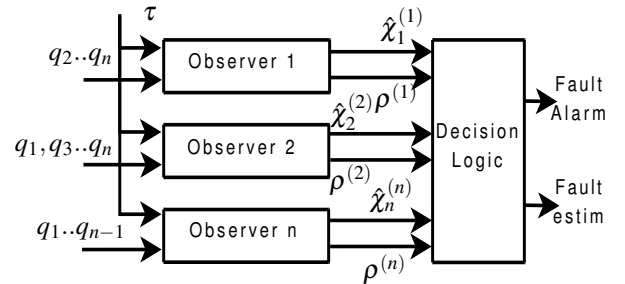 τ
q₂..qₙ
Observer 1
χ̂₁⁽¹⁾
ρ⁽¹⁾
q₁,q₃..qₙ
Observer 2
χ̂₂⁽²⁾
ρ⁽²⁾
q₁..qₙ₋₁
Observer n
χ̂ₙ⁽ⁿ⁾
ρ⁽ⁿ⁾
Decision
Logic
Fault
Alarm
Fault
estim